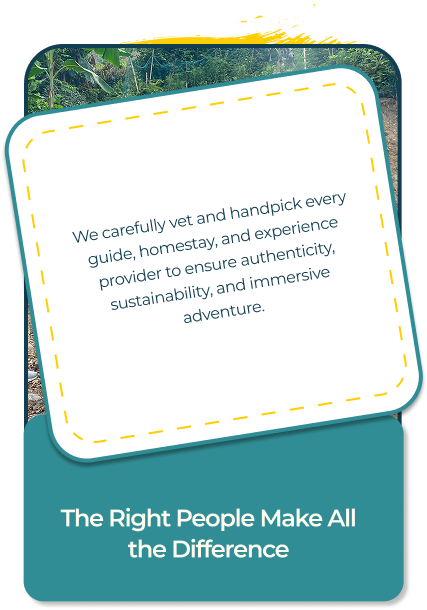 We carefully vet and handpick every
guide, homestay, and experience
provider to ensure authenticity,
sustainability, and immersive
adventure.
The Right People Make All
the Difference